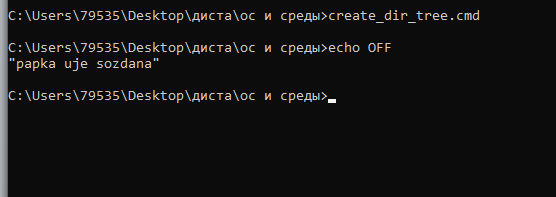 C:\Users\79535\Desktop\диста\ос и среды>create_dir_tree.cmd
C:\Users\79535\Desktop\диста\ос и среды>echo OFF
"papka uje sozdana"
C:\Users\79535\Desktop\диста\ос и среды>